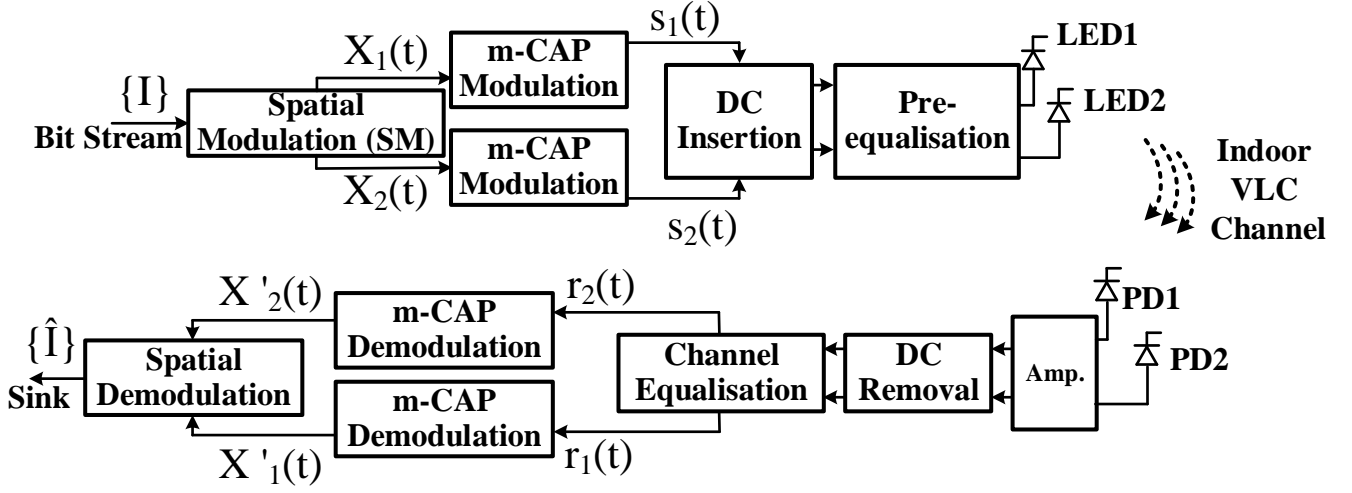 {I}
Bit Stream
Spatial
Modulation (SM)
X₁(t)
X₂(t)
m-CAP
Modulation
m-CAP
Modulation
s₁(t)
s₂(t)
DC
Insertion
Pre-
equalisation
LED1
LED2
Indoor
VLC
Channel
PD1
PD2
Amp.
DC
Removal
Channel
Equalisation
r₂(t)
r₁(t)
m-CAP
Demodulation
m-CAP
Demodulation
X '₂(t)
X '₁(t)
Spatial
Demodulation
{Î}
Sink